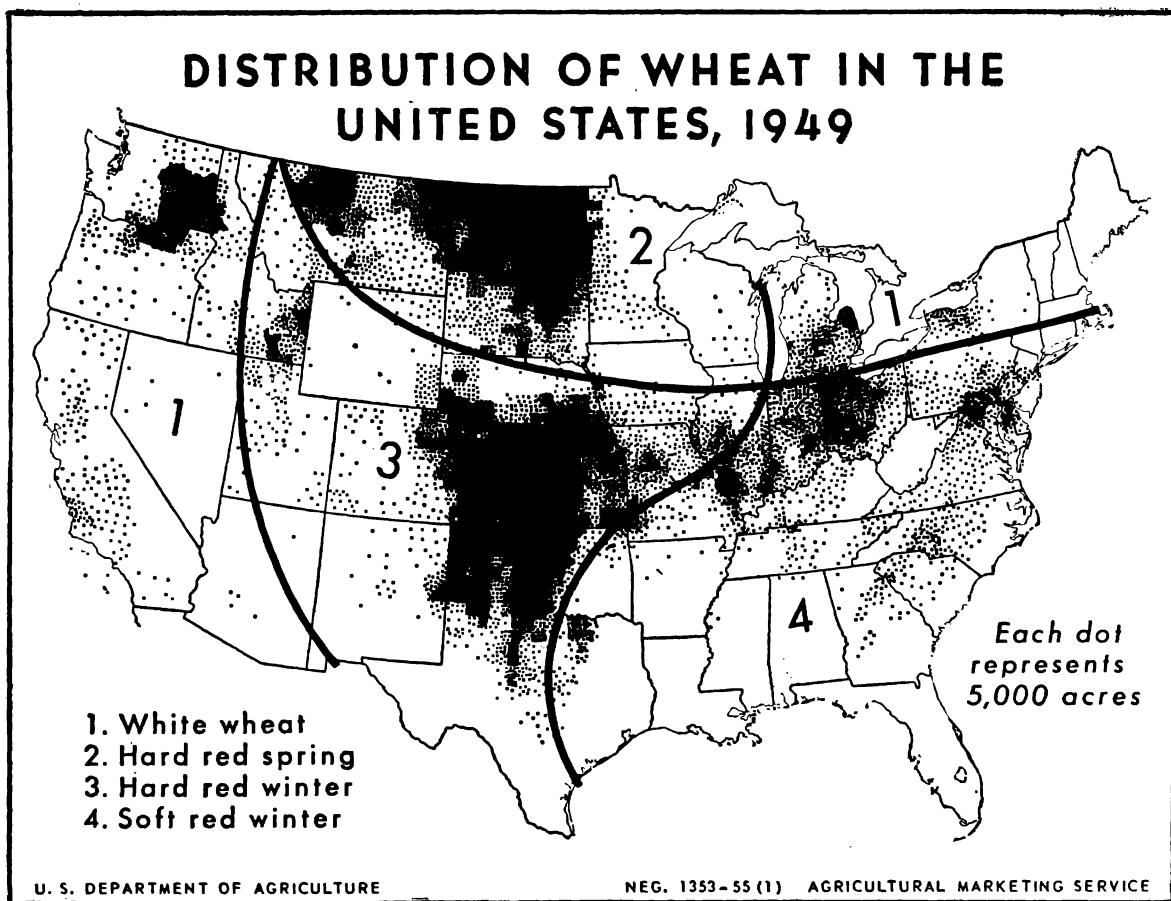 DISTRIBUTION OF WHEAT IN THE
UNITED STATES, 1949
2
1
1
3
4
Each dot
represents
5,000 acres
1. White wheat
2. Hard red spring
3. Hard red winter
4. Soft red winter
U. S. DEPARTMENT OF AGRICULTURE
NEG. 1353-55 (1) AGRICULTURAL MARKETING SERVICE